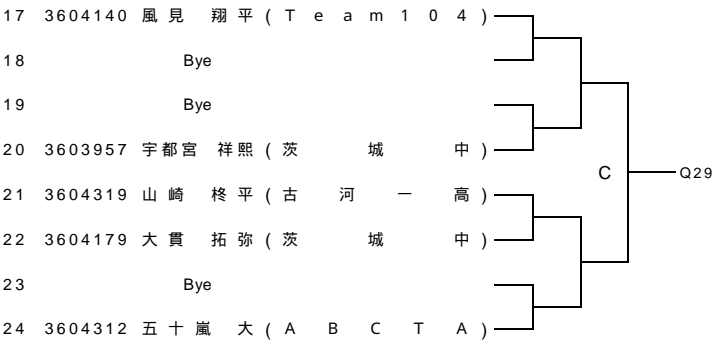 17 3604140 風見 翔平(Team104)
18 Bye
19 Bye
20 3603957 宇都宮 祥熙(茨城中)
C Q29
21 3604319 山崎 柊平(古河一高)
22 3604179 大貫 拓弥(茨城中)
23 Bye
24 3604312 五十嵐 大(ABCTA)